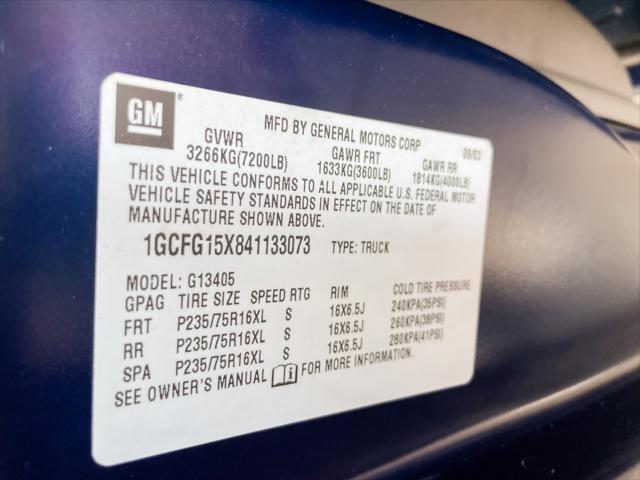 GM ®
MFD BY GENERAL MOTORS CORP 09/03
GVWR GAWR FRT GAWR RR
3266KG(7200LB) 1633KG(3600LB) 1814KG(4000LB)
THIS VEHICLE CONFORMS TO ALL APPLICABLE U.S. FEDERAL MOTOR
VEHICLE SAFETY STANDARDS IN EFFECT ON THE DATE OF
MANUFACTURE SHOWN ABOVE.
1GCFG15X841133073 TYPE: TRUCK
MODEL: G13405
GPAG TIRE SIZE SPEED RTG RIM COLD TIRE PRESSURE
FRT P235/75R16XL S 16X6.5J 240KPA(35PSI)
RR P235/75R16XL S 16X6.5J 260KPA(38PSI)
SPA P235/75R16XL S 16X6.5J 280KPA(41PSI)
SEE OWNER'S MANUAL FOR MORE INFORMATION.